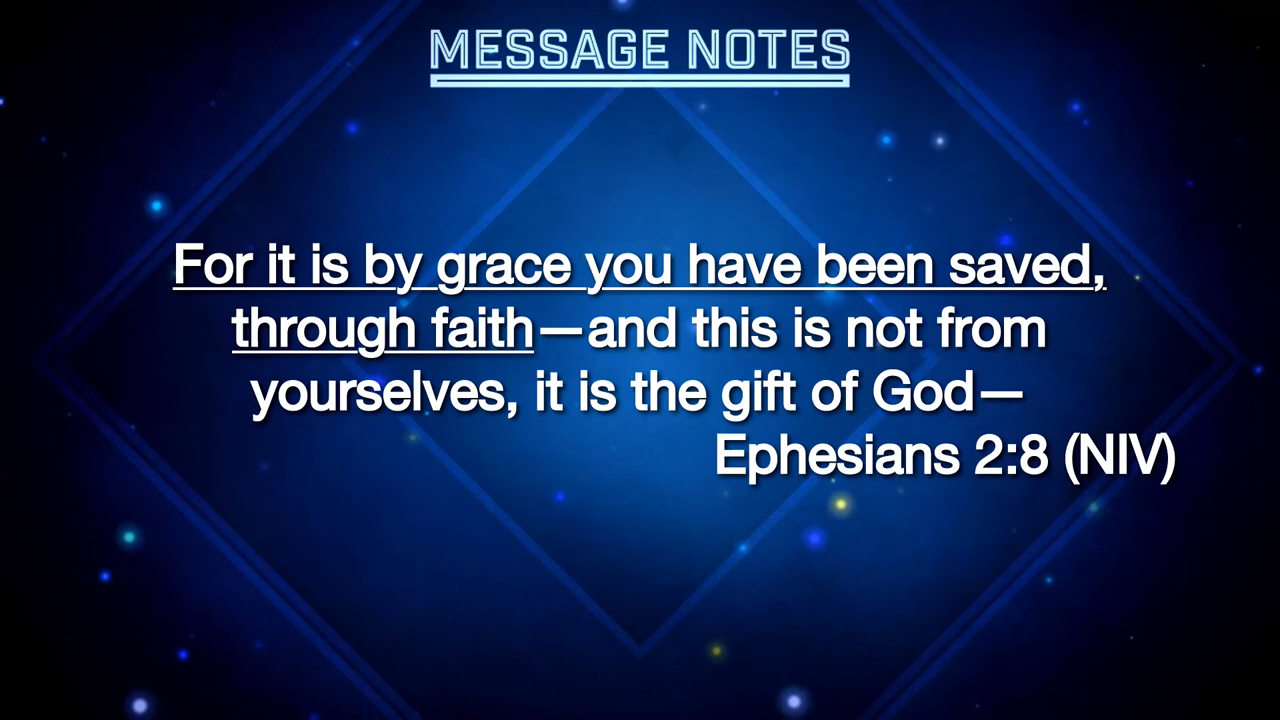 MESSAGE NOTES
For it is by grace you have been saved,
through faith—and this is not from
yourselves, it is the gift of God—
Ephesians 2:8 (NIV)